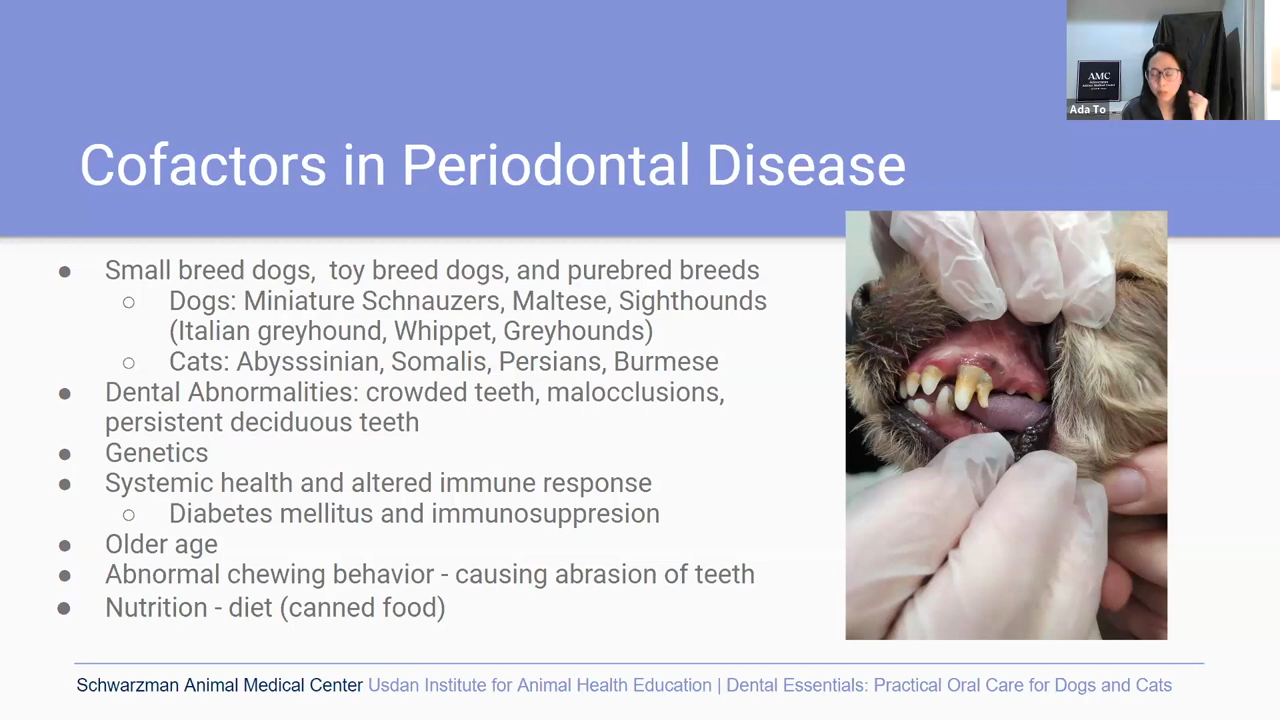 AMC
Ada To
Cofactors in Periodontal Disease
● Small breed dogs, toy breed dogs, and purebred breeds
○ Dogs: Miniature Schnauzers, Maltese, Sighthounds
(Italian greyhound, Whippet, Greyhounds)
○ Cats: Abysssinian, Somalis, Persians, Burmese
● Dental Abnormalities: crowded teeth, malocclusions,
persistent deciduous teeth
● Genetics
● Systemic health and altered immune response
○ Diabetes mellitus and immunosuppresion
● Older age
● Abnormal chewing behavior - causing abrasion of teeth
● Nutrition - diet (canned food)
Schwarzman Animal Medical Center Usdan Institute for Animal Health Education | Dental Essentials: Practical Oral Care for Dogs and Cats